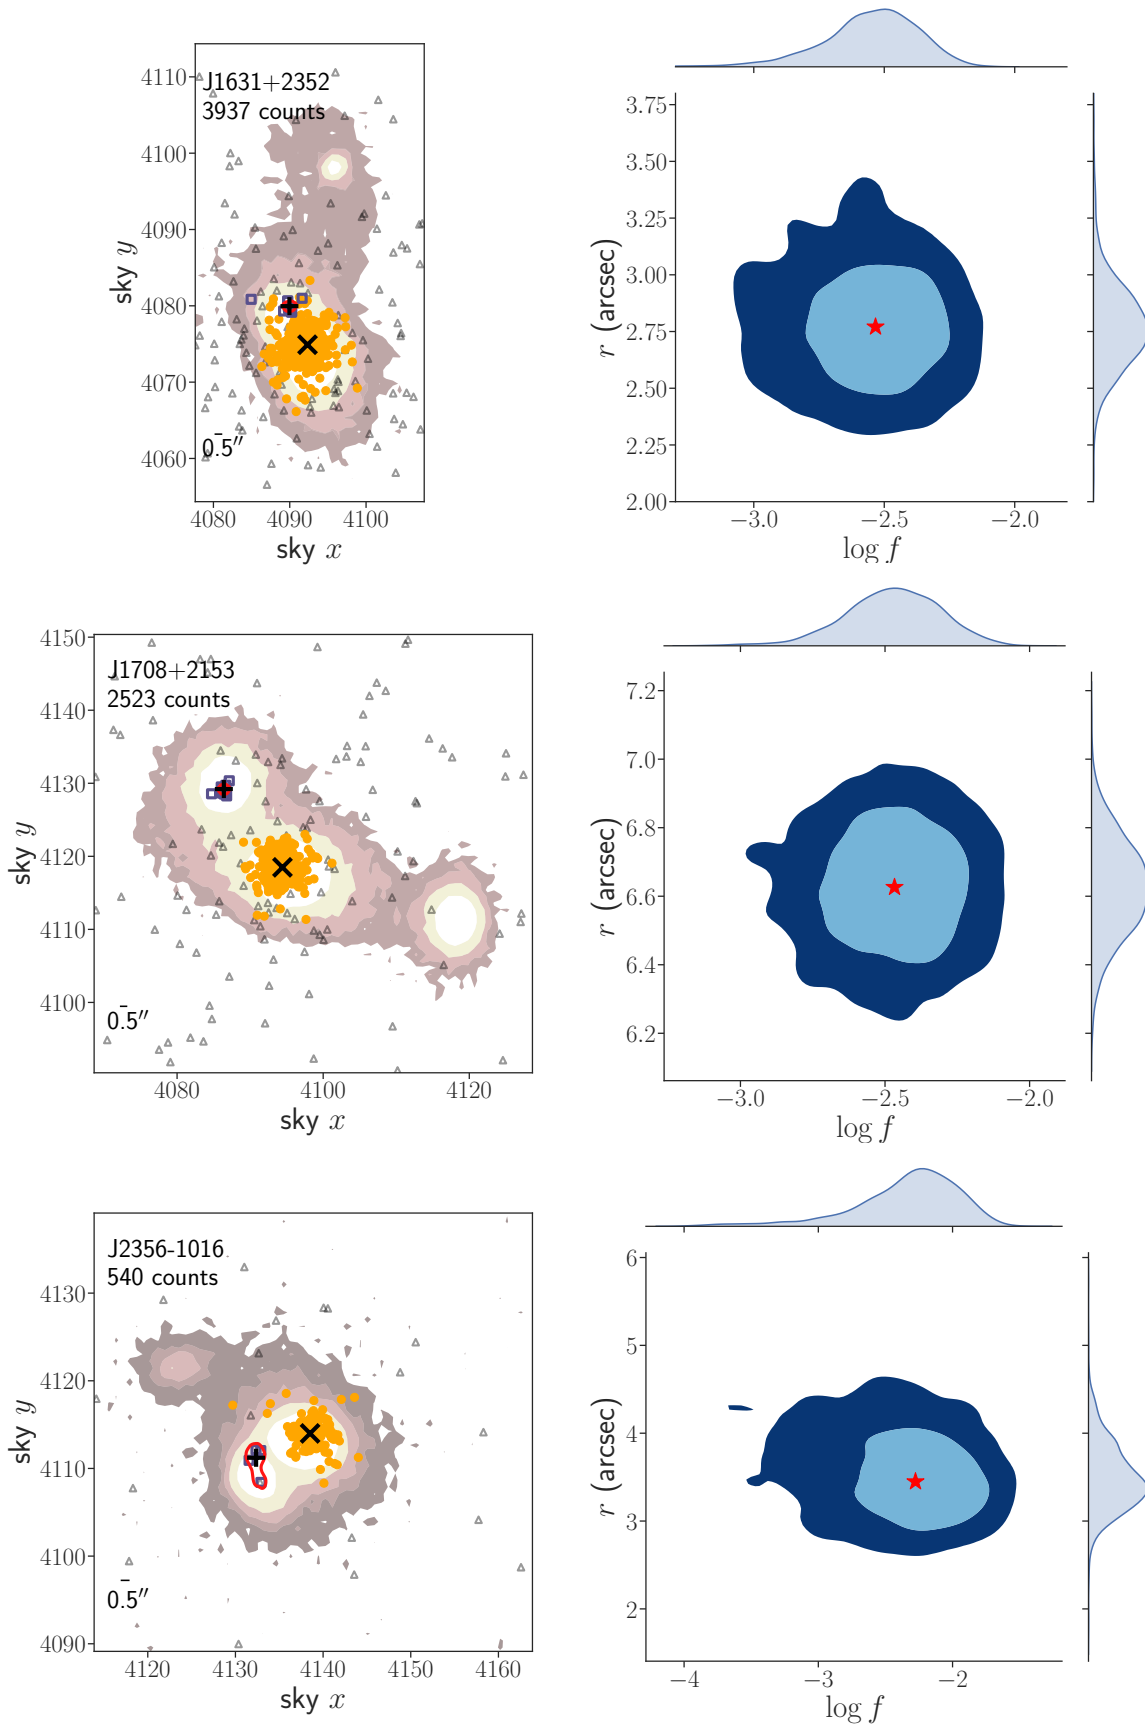 J1631+2352
3937 counts
4110
4100
4090
4080
4070
4060
sky y
0.5″
4080 4090 4100
sky x
3.75
3.50
3.25
3.00
2.75
2.50
2.25
2.00
r (arcsec)
−3.0 −2.5 −2.0
log f
J1708+2153
2523 counts
4150
4140
4130
4120
4110
4100
sky y
0.5″
4080 4100 4120
sky x
7.2
7.0
6.8
6.6
6.4
6.2
r (arcsec)
−3.0 −2.5 −2.0
log f
J2356-1016
540 counts
4130
4120
4110
4100
4090
sky y
0.5″
4120 4130 4140 4150 4160
sky x
6
5
4
3
2
r (arcsec)
−4 −3 −2
log f